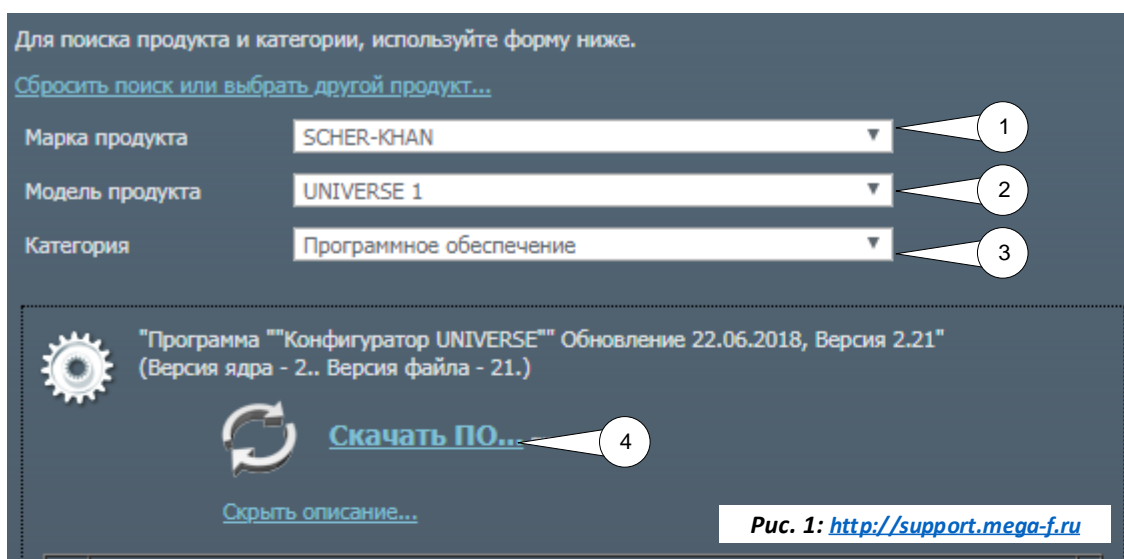 Для поиска продукта и категории, используйте форму ниже.
Сбросить поиск или выбрать другой продукт...
Марка продукта SCHER-KHAN 1
Модель продукта UNIVERSE 1 2
Категория Программное обеспечение 3
"Программа ""Конфигуратор UNIVERSE"" Обновление 22.06.2018, Версия 2.21"
(Версия ядра - 2.. Версия файла - 21.)
Скачать ПО... 4
Скрыть описание...
Рис. 1: http://support.mega-f.ru